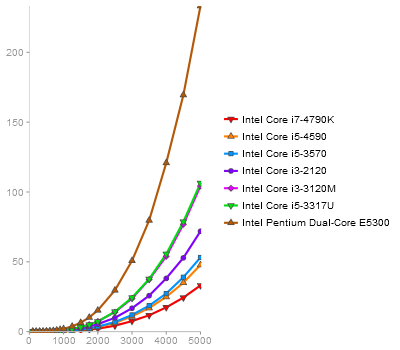 200
150
100
50
0
0 1000 2000 3000 4000 5000
Intel Core i7-4790K
Intel Core i5-4590
Intel Core i5-3570
Intel Core i3-2120
Intel Core i3-3120M
Intel Core i5-3317U
Intel Pentium Dual-Core E5300